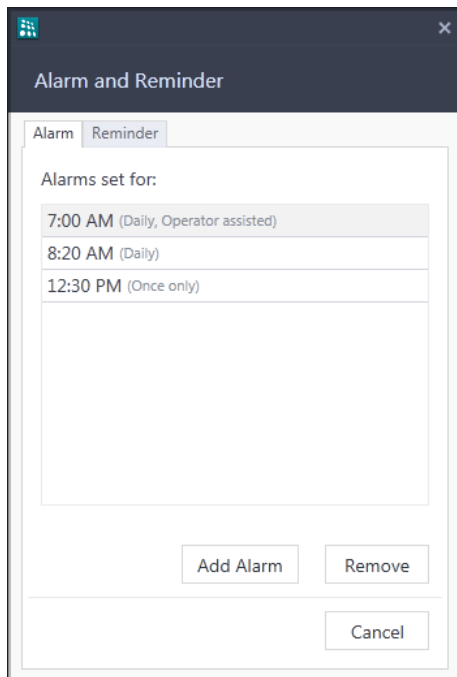 Alarm and Reminder
Alarm Reminder
Alarms set for:
7:00 AM (Daily, Operator assisted)
8:20 AM (Daily)
12:30 PM (Once only)
Add Alarm Remove
Cancel